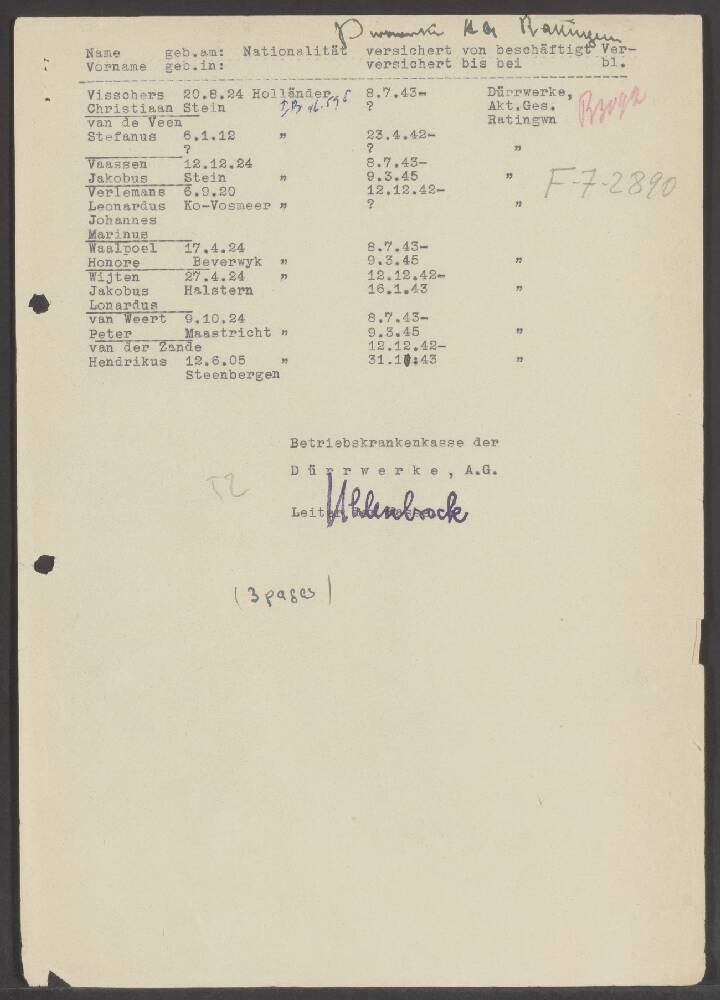 Name geb.am: Nationalität versichert von beschäftigt Ver-
Vorname geb.in: versichert bis bei bl.
Visschers 20.8.24 Holländer 8.7.43- Dürrwerke,
Christiaan Stein ? Akt.Ges.
van de Veen Ratingwn
Stefanus 6.1.12 " 23.4.42-
? ? "
Vaassen 12.12.24 8.7.43-
Jakobus Stein " 9.3.45 "
Verlemans 6.9.20 12.12.42-
Leonardus Ko-Vosmeer " ? "
Johannes
Marinus
Waalpoel 17.4.24 8.7.43-
Honore Beverwyk " 9.3.45 "
Wijten 27.4.24 " 12.12.42-
Jakobus Halstern 16.1.43 "
Lonardus
van Weert 9.10.24 8.7.43-
Peter Maastricht " 9.3.45 "
van der Zande 12.12.42-
Hendrikus 12.6.05 " "
Steenbergen
F-7-2890
Betriebskrankenkasse der
Dürrwerke, A.G.
T2
Leiter
Uhlenbrock
(3 pages)